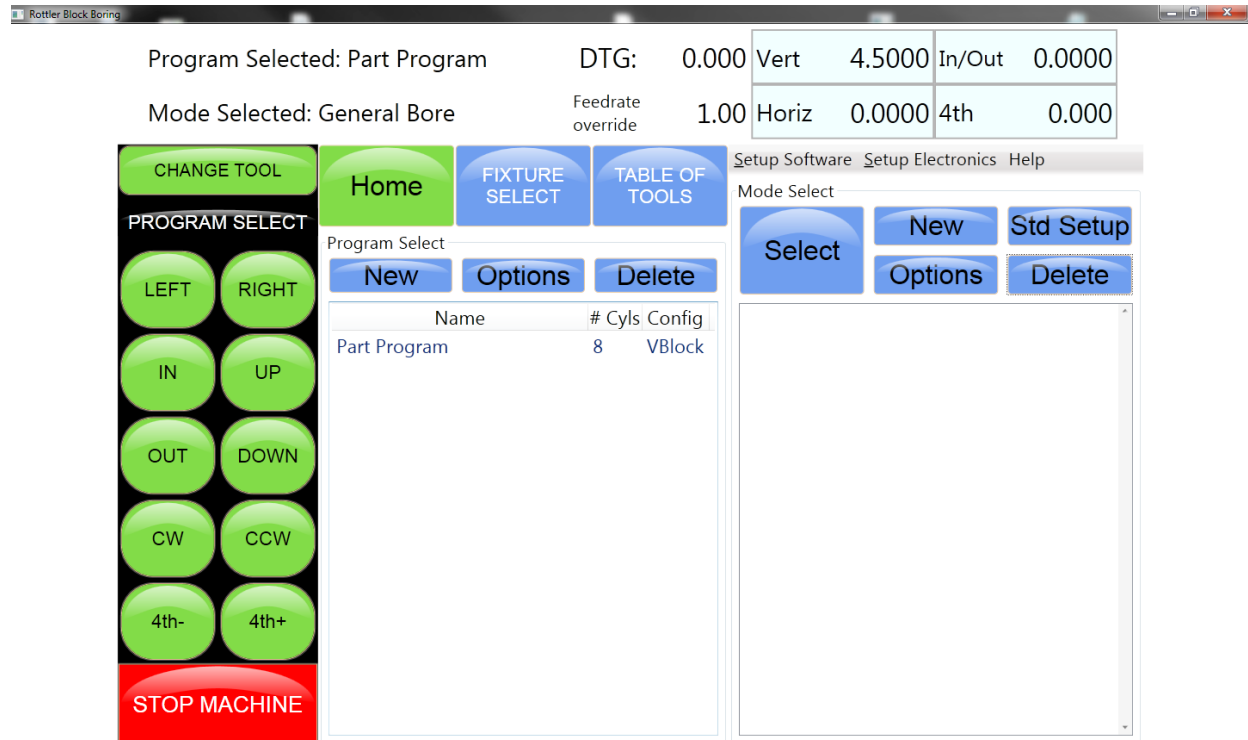 Rottler Block Boring
Program Selected: Part Program
DTG: 0.000
Vert 4.5000
In/Out 0.0000
Mode Selected: General Bore
Feedrate
override
1.00
Horiz 0.0000
4th 0.000
CHANGE TOOL
PROGRAM SELECT
LEFT
RIGHT
IN
UP
OUT
DOWN
CW
CCW
4th-
4th+
STOP MACHINE
Home
FIXTURE
SELECT
TABLE OF
TOOLS
Program Select
New
Options
Delete
Name # Cyls Config
Part Program 8 VBlock
Setup Software Setup Electronics Help
Mode Select
Select
New
Std Setup
Options
Delete